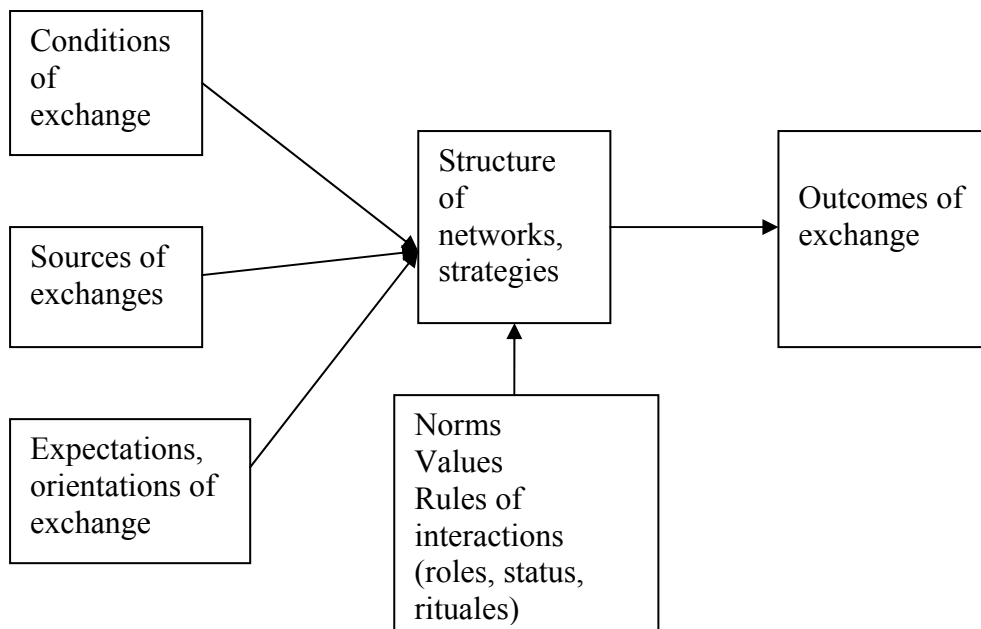 Conditions
of
exchange
Sources of
exchanges
Expectations,
orientations of
exchange
Structure
of
networks,
strategies
Norms
Values
Rules of
interactions
(roles, status,
rituales)
Outcomes of
exchange